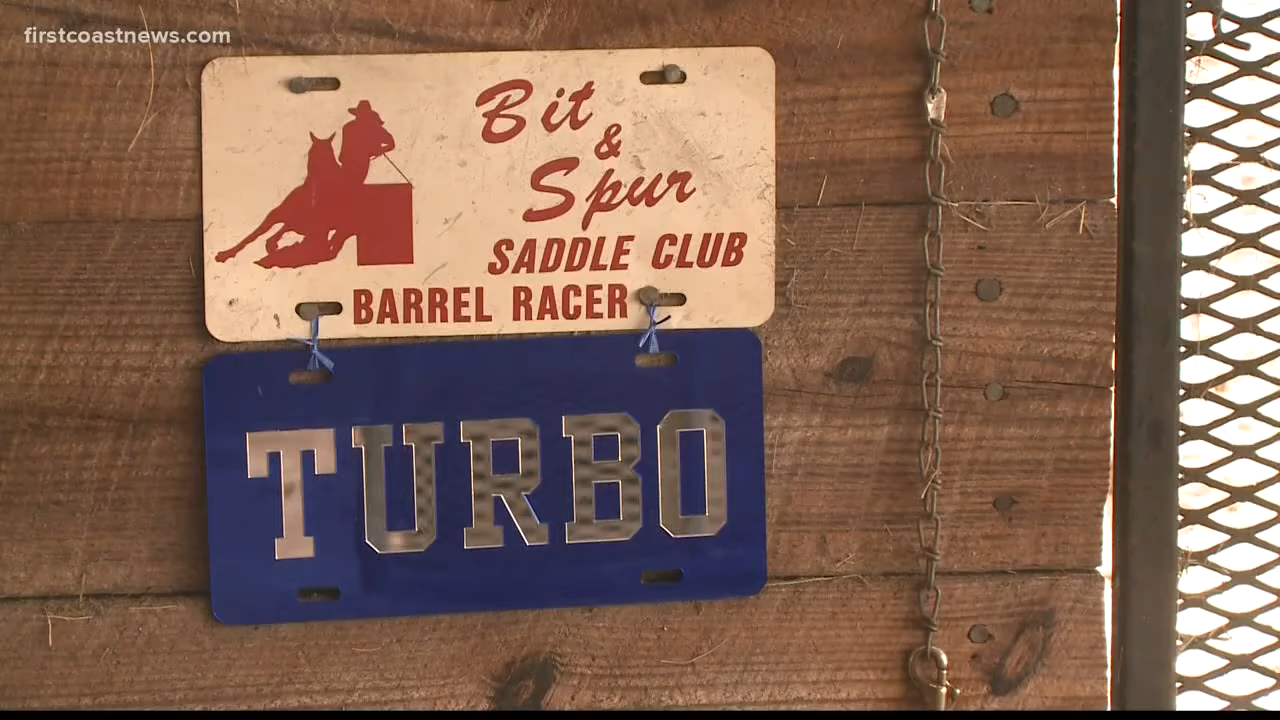 firstcoastnews.com
Bit
&
Spur
SADDLE CLUB
BARREL RACER
TURBO